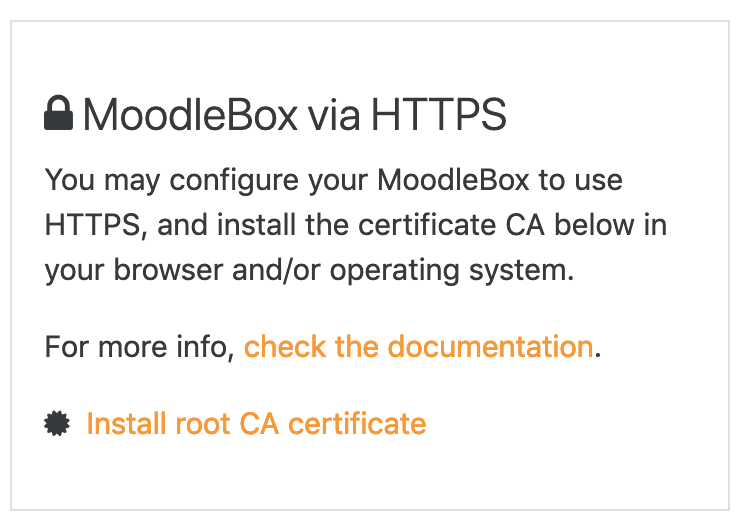 MoodleBox via HTTPS
You may configure your MoodleBox to use
HTTPS, and install the certificate CA below in
your browser and/or operating system.
For more info, check the documentation.
Install root CA certificate